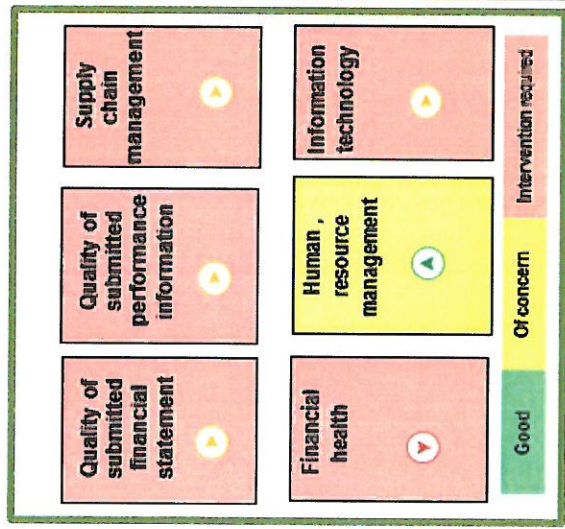 Quality of
submitted
financial
statement
Quality of
submitted
performance
information
Supply
chain
management
Financial
health
Human ,
resource
management
Information
technology
Good
Of concern
Intervention required